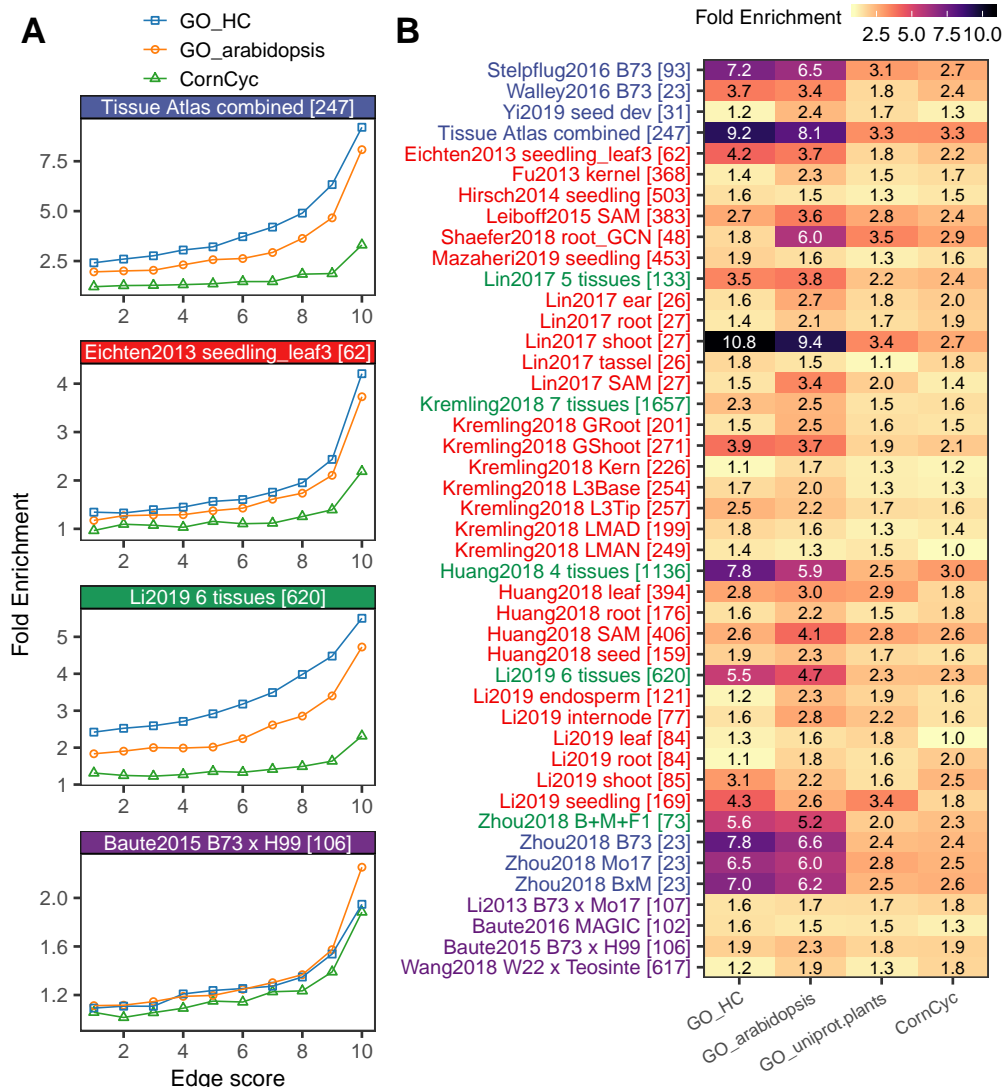 A
GO_HC
GO_arabidopsis
CornCyc
Fold Enrichment
Tissue Atlas combined [247]
7.5
5.0
2.5
2 4 6 8 10
Eichten2013 seedling_leaf3 [62]
4
3
2
1
2 4 6 8 10
Li2019 6 tissues [620]
5
4
3
2
1
2 4 6 8 10
Baute2015 B73 x H99 [106]
2.0
1.6
1.2
2 4 6 8 10
Edge score
B
Fold Enrichment
2.5 5.0 7.5 10.0
Stelpflug2016 B73 [93] 7.2 6.5 3.1 2.7
Walley2016 B73 [23] 3.7 3.4 1.8 2.4
Yi2019 seed dev [31] 1.2 2.4 1.7 1.3
Tissue Atlas combined [247] 9.2 8.1 3.3 3.3
Eichten2013 seedling_leaf3 [62] 4.2 3.7 1.8 2.2
Fu2013 kernel [368] 1.4 2.3 1.5 1.7
Hirsch2014 seedling [503] 1.6 1.5 1.3 1.5
Leiboff2015 SAM [383] 2.7 3.6 2.8 2.4
Shaefer2018 root_GCN [48] 1.8 6.0 3.5 2.9
Mazaheri2019 seedling [453] 1.9 1.6 1.3 1.6
Lin2017 5 tissues [133] 3.5 3.8 2.2 2.4
Lin2017 ear [26] 1.6 2.7 1.8 2.0
Lin2017 root [27] 1.4 2.1 1.7 1.9
Lin2017 shoot [27] 10.8 9.4 3.4 2.7
Lin2017 tassel [26] 1.8 1.5 1.1 1.8
Lin2017 SAM [27] 1.5 3.4 2.0 1.4
Kremling2018 7 tissues [1657] 2.3 2.5 1.5 1.6
Kremling2018 GRoot [201] 1.5 2.5 1.6 1.5
Kremling2018 GShoot [271] 3.9 3.7 1.9 2.1
Kremling2018 Kern [226] 1.1 1.7 1.3 1.2
Kremling2018 L3Base [254] 1.7 2.0 1.3 1.3
Kremling2018 L3Tip [257] 2.5 2.2 1.7 1.6
Kremling2018 LMAD [199] 1.8 1.6 1.3 1.4
Kremling2018 LMAN [249] 1.4 1.3 1.5 1.0
Huang2018 4 tissues [1136] 7.8 5.9 2.5 3.0
Huang2018 leaf [394] 2.8 3.0 2.9 1.8
Huang2018 root [176] 1.6 2.2 1.5 1.8
Huang2018 SAM [406] 2.6 4.1 2.8 2.6
Huang2018 seed [159] 1.9 2.3 1.7 1.6
Li2019 6 tissues [620] 5.5 4.7 2.3 2.3
Li2019 endosperm [121] 1.2 2.3 1.9 1.6
Li2019 internode [77] 1.6 2.8 2.2 1.6
Li2019 leaf [84] 1.3 1.6 1.8 1.0
Li2019 root [84] 1.1 1.8 1.6 2.0
Li2019 shoot [85] 3.1 2.2 1.6 2.5
Li2019 seedling [169] 4.3 2.6 3.4 1.8
Zhou2018 B+M+F1 [73] 5.6 5.2 2.0 2.3
Zhou2018 B73 [23] 7.8 6.6 2.4 2.4
Zhou2018 Mo17 [23] 6.5 6.0 2.8 2.5
Zhou2018 BxM [23] 7.0 6.2 2.5 2.6
Li2013 B73 x Mo17 [107] 1.6 1.7 1.7 1.8
Baute2016 MAGIC [102] 1.6 1.5 1.5 1.3
Baute2015 B73 x H99 [106] 1.9 2.3 1.8 1.9
Wang2018 W22 x Teosinte [617] 1.2 1.9 1.3 1.8
GO_HC
GO_arabidopsis
GO_uniprot.plants
CornCyc